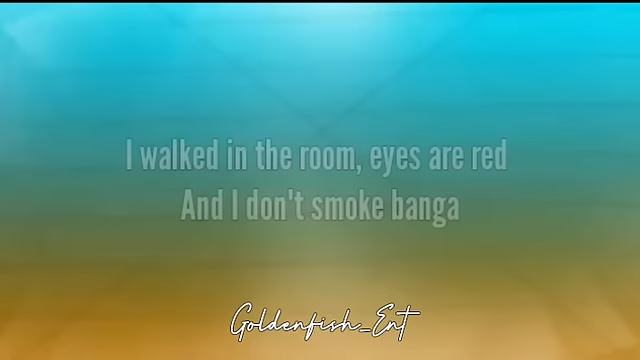 I walked in the room, eyes are red
And I don't smoke banga
Goldenfish_Ent